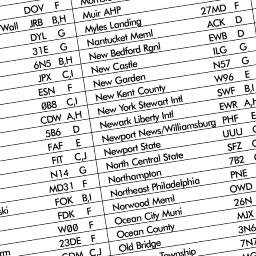 DOV F
Wall JRB B,H
DYL G
31E G
6N5 B,H
JPX C,I
ESN F
0B8 C,I
CDW A,H
5B6 D
FAF E
FIT C,J
N14 G
MD31 F
FOK B,I
FDK F
W00 F
23DE F
Muir AHP
Myles Landing 27MD F
Nantucket Meml ACK D
New Bedford Rgnl EWB D
New Castle ILG G
New Garden N57 G
New Kent County W96 E
New York Stewart Intl SWF B,I
Newark Liberty Intl EWR A,H
Newport News/Williamsburg PHF E
Newport State UUU
North Central State SFZ
Northampton 7B2
Northeast Philadelphia PNE
Norwood Meml OWD
Ocean City Muni 26N
Ocean County MJX
Old Bridge 3N6
Township